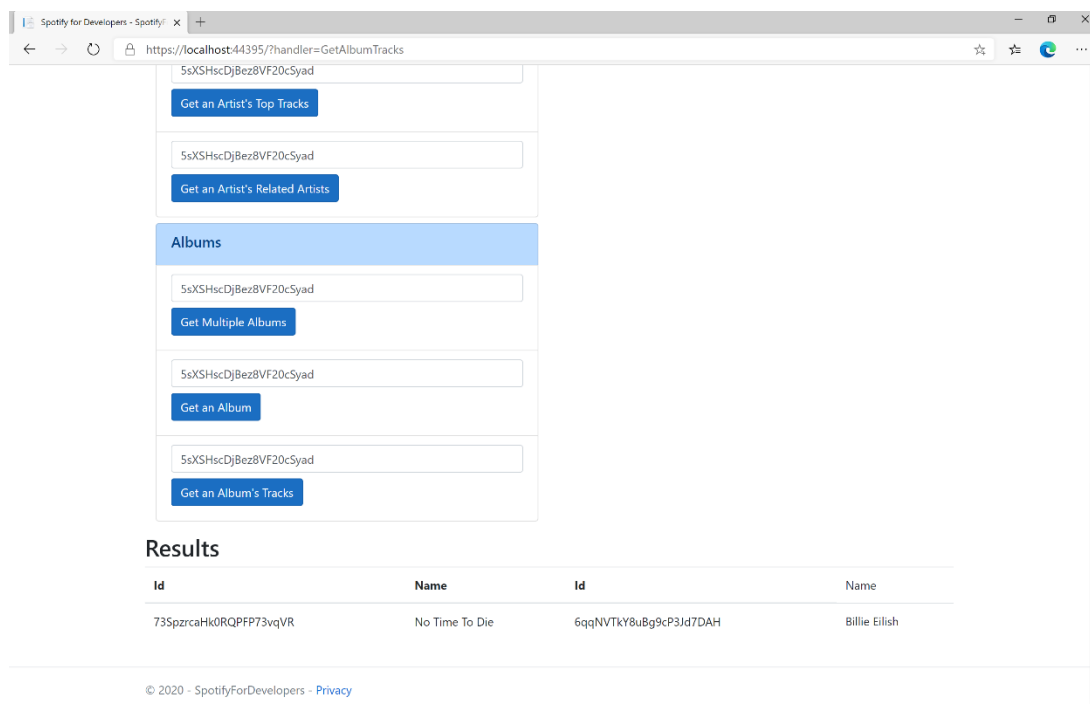 Spotify for Developers - Spotify
https://localhost:44395/?handler=GetAlbumTracks
5sXSHscDjBez8VF20cSyad
Get an Artist's Top Tracks
5sXSHscDjBez8VF20cSyad
Get an Artist's Related Artists
Albums
5sXSHscDjBez8VF20cSyad
Get Multiple Albums
5sXSHscDjBez8VF20cSyad
Get an Album
5sXSHscDjBez8VF20cSyad
Get an Album's Tracks
Results
Id Name Id Name
73SpzrcaHk0RQPFP73vqVR No Time To Die 6qqNVTkY8uBg9cP3Jd7DAH Billie Eilish
© 2020 - SpotifyForDevelopers - Privacy